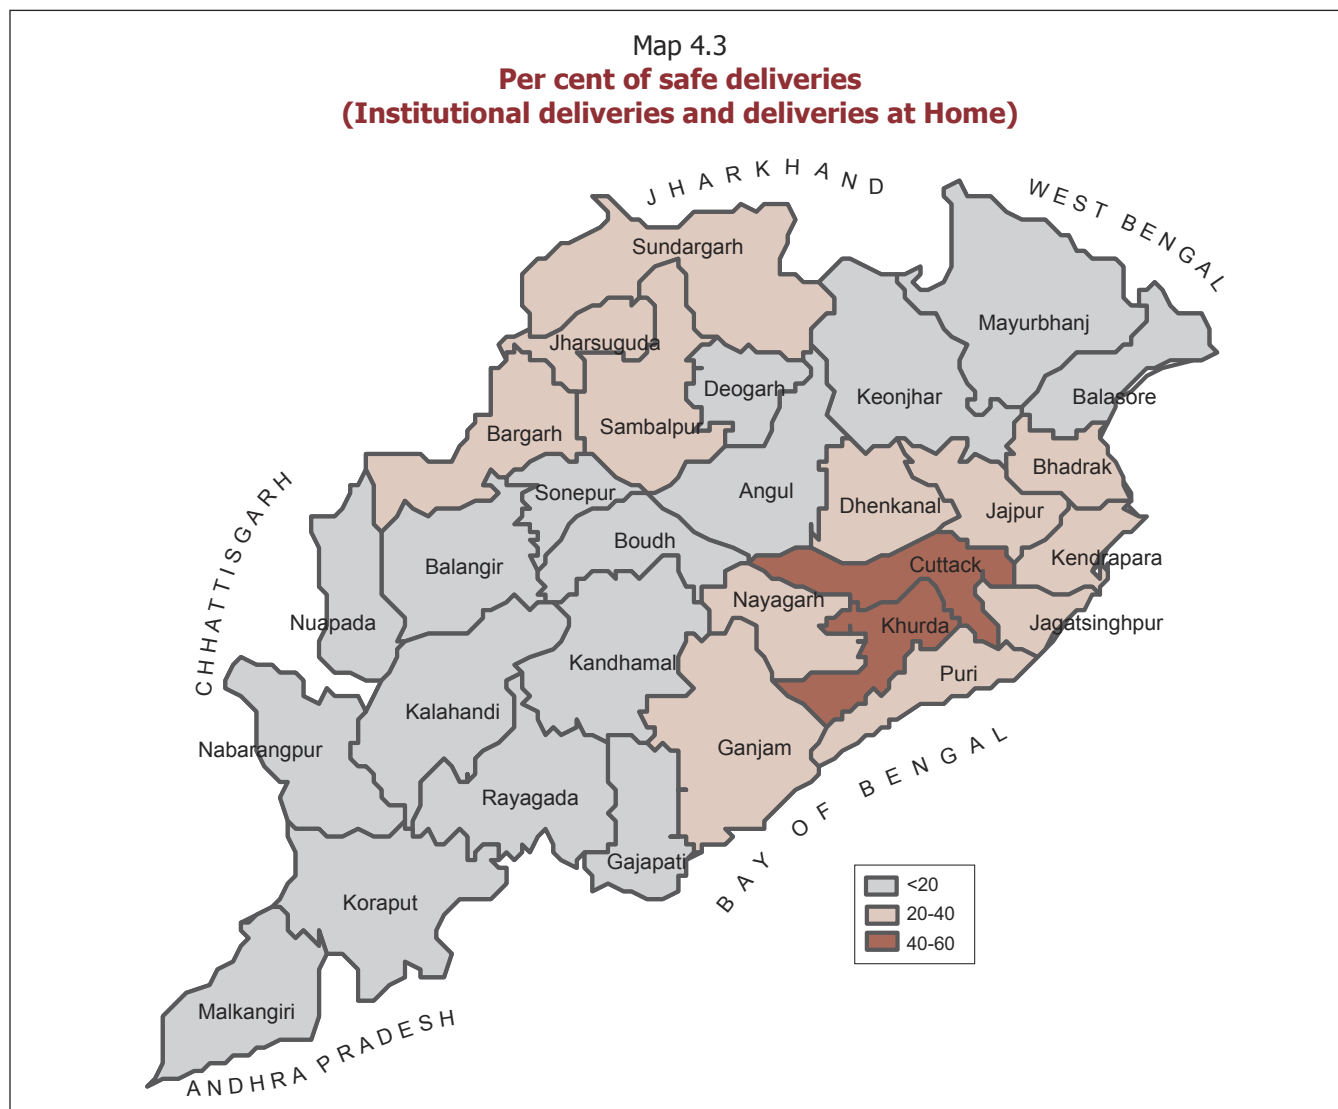 Map 4.3
Per cent of safe deliveries
(Institutional deliveries and deliveries at Home)
JHARKHAND
WEST BENGAL
Sundargarh
Mayurbhanj
Jharsuguda
Deogarh
Keonjhar
Balasore
Bargarh
Sambalpur
Bhadrak
CHHATTISGARH
Sonepur
Angul
Dhenkanal
Jajpur
Boudh
Balangir
Cuttack
Kendrapara
Nayagarh
Nuapada
Khurda
Jagatsinghpur
Kandhamal
Puri
Kalahandi
Nabarangpur
Ganjam
BAY OF BENGAL
Rayagada
Gajapati
Koraput
<20
20-40
40-60
Malkangiri
ANDHRA PRADESH